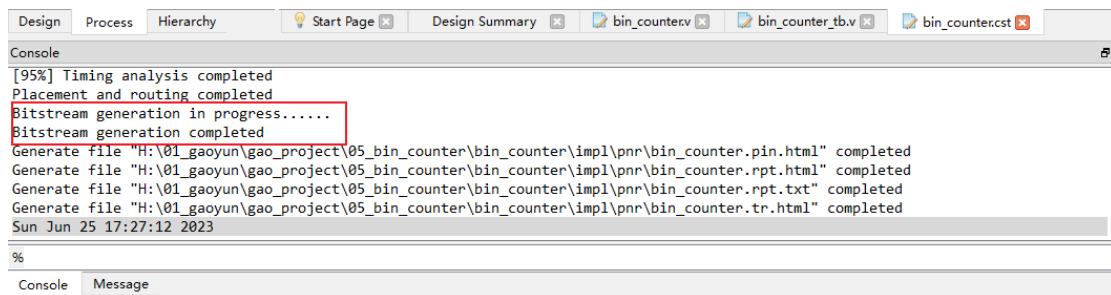 Design Process Hierarchy Start Page Design Summary bin_counter.v bin_counter_tb.v bin_counter.cst
Console
[95%] Timing analysis completed
Placement and routing completed
Bitstream generation in progress......
Bitstream generation completed
Generate file "H:\01_gaoyun\gao_project\05_bin_counter\bin_counter\impl\pnr\bin_counter.pin.html" completed
Generate file "H:\01_gaoyun\gao_project\05_bin_counter\bin_counter\impl\pnr\bin_counter.rpt.html" completed
Generate file "H:\01_gaoyun\gao_project\05_bin_counter\bin_counter\impl\pnr\bin_counter.rpt.txt" completed
Generate file "H:\01_gaoyun\gao_project\05_bin_counter\bin_counter\impl\pnr\bin_counter.tr.html" completed
Sun Jun 25 17:27:12 2023
%
Console Message